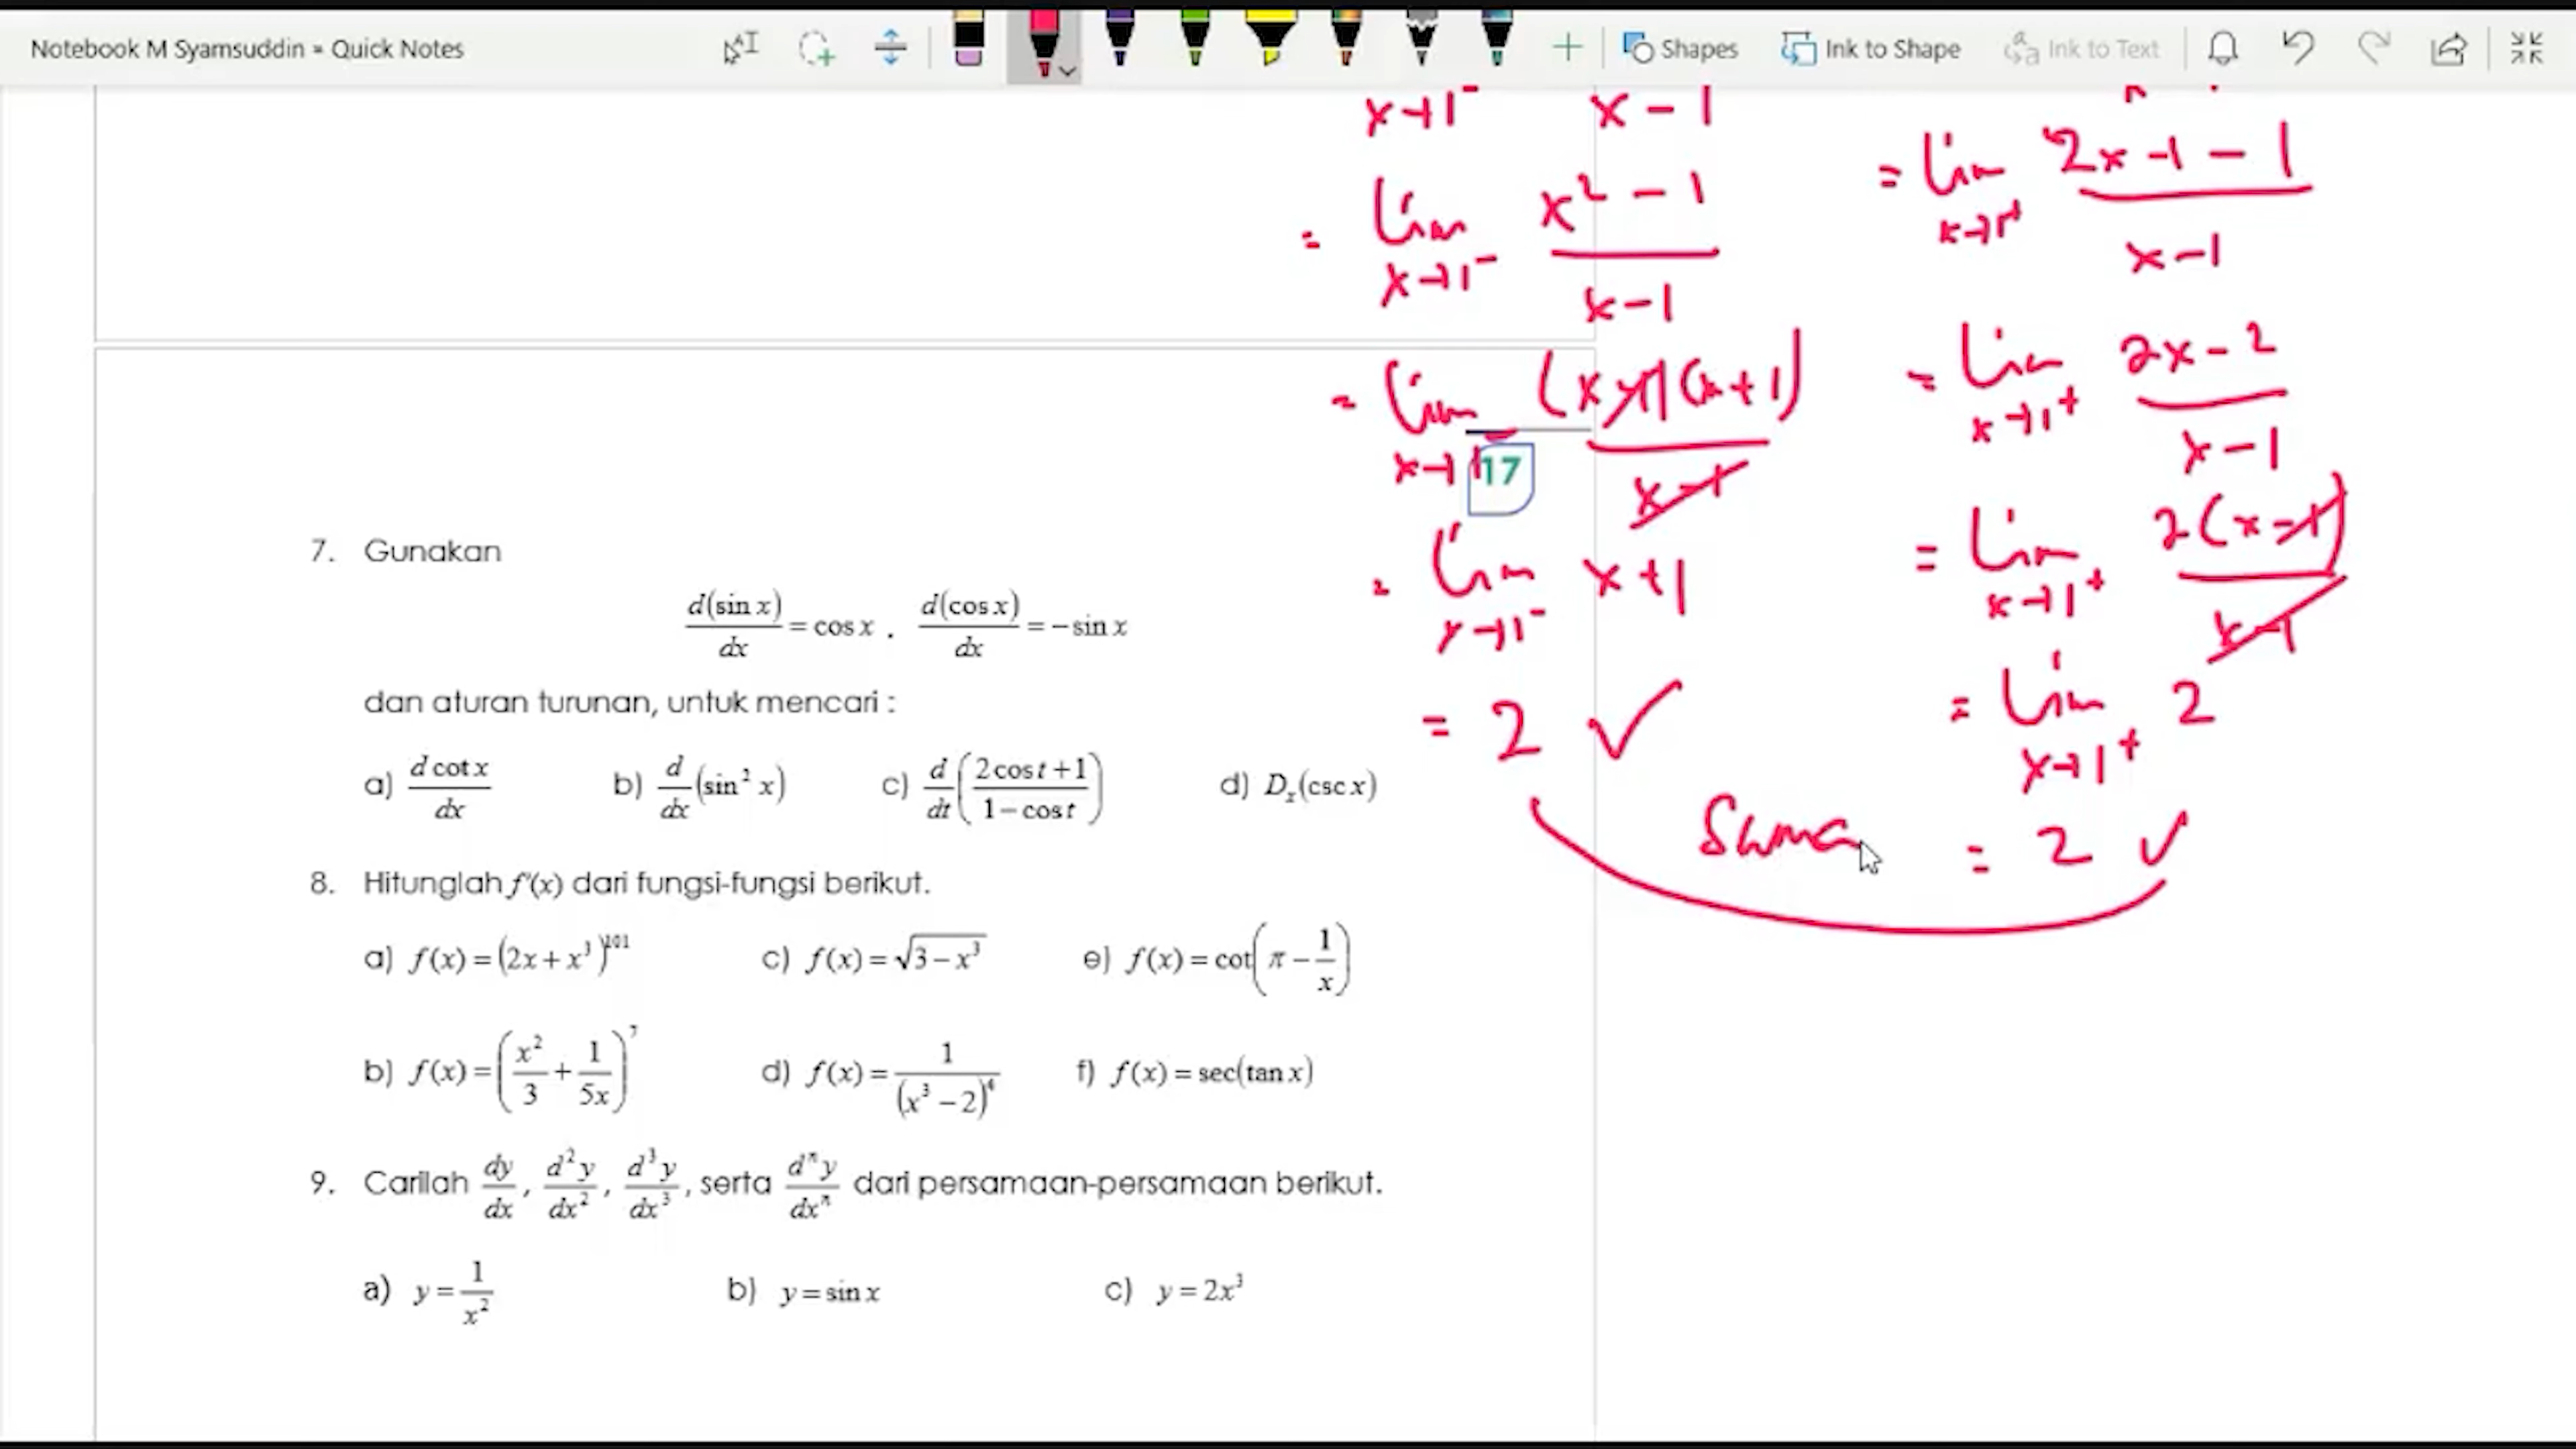 Notebook M Syamsuddin » Quick Notes
Shapes Ink to Shape Ink to Text
x→1⁻ x - 1
= lim x→1⁻ (x² - 1)/(x - 1)
= lim x→1⁻ (x-1)(x+1)/(x-1)
= lim x→1⁻ x+1
= 2 ✓
= lim x→1⁺ (2x-1-1)/(x-1)
= lim x→1⁺ (2x-2)/(x-1)
= lim x→1⁺ 2(x-1)/(x-1)
= lim x→1⁺ 2
= 2 ✓
Sama
17
7. Gunakan
d(sin x)/dx = cos x , d(cos x)/dx = -sin x
dan aturan turunan, untuk mencari :
a) d cot x/dx b) d/dx (sin² x) c) d/dt ((2cos t + 1)/(1 - cos t)) d) Dₓ(csc x)
8. Hitunglah f'(x) dari fungsi-fungsi berikut.
a) f(x) = (2x + x³)¹⁰¹ c) f(x) = √(3 - x³) e) f(x) = cot(π - 1/x)
b) f(x) = (x²/3 + 1/5x)⁷ d) f(x) = 1/(x³ - 2)⁴ f) f(x) = sec(tan x)
9. Carilah dy/dx, d²y/dx², d³y/dx³, serta dⁿy/dxⁿ dari persamaan-persamaan berikut.
a) y = 1/x² b) y = sin x c) y = 2x³